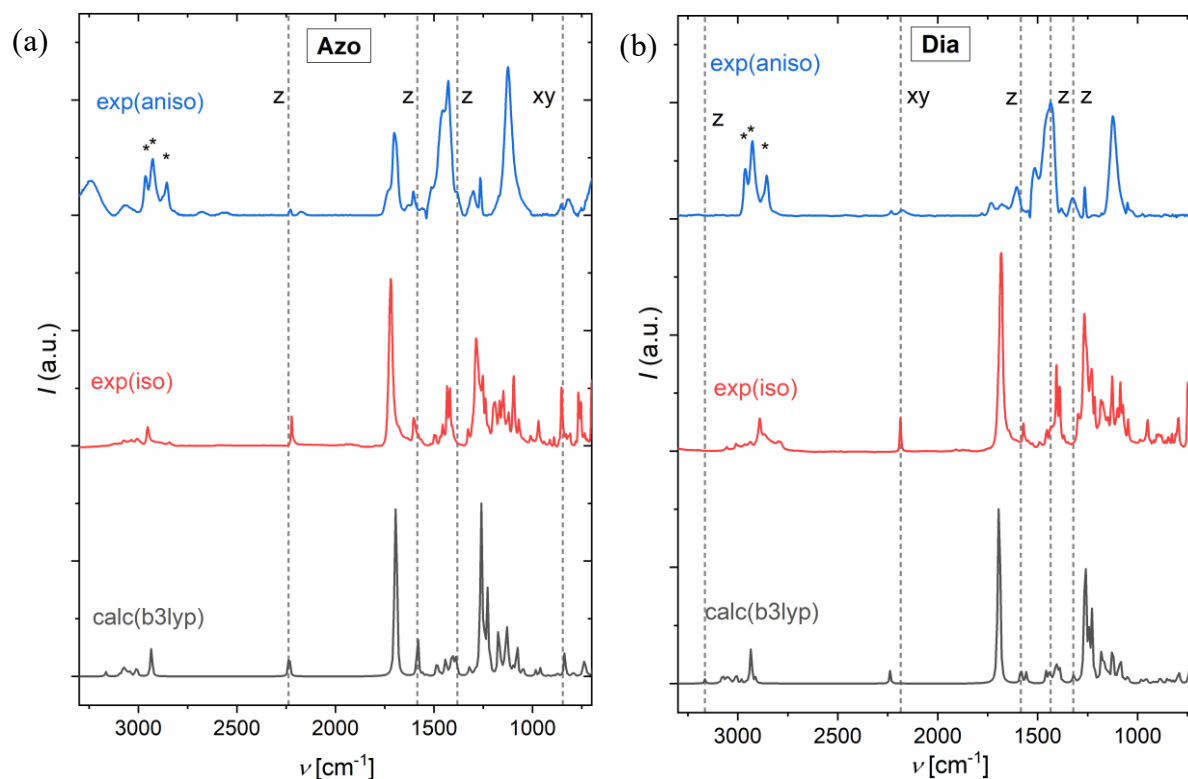 (a)
Azo
exp(aniso)
z
z
z
xy
* * *
exp(iso)
calc(b3lyp)
I (a.u.)
3000 2500 2000 1500 1000
ν [cm⁻¹]
(b)
Dia
exp(aniso)
z
xy
z
z
z
* * *
exp(iso)
calc(b3lyp)
I (a.u.)
3000 2500 2000 1500 1000
ν [cm⁻¹]